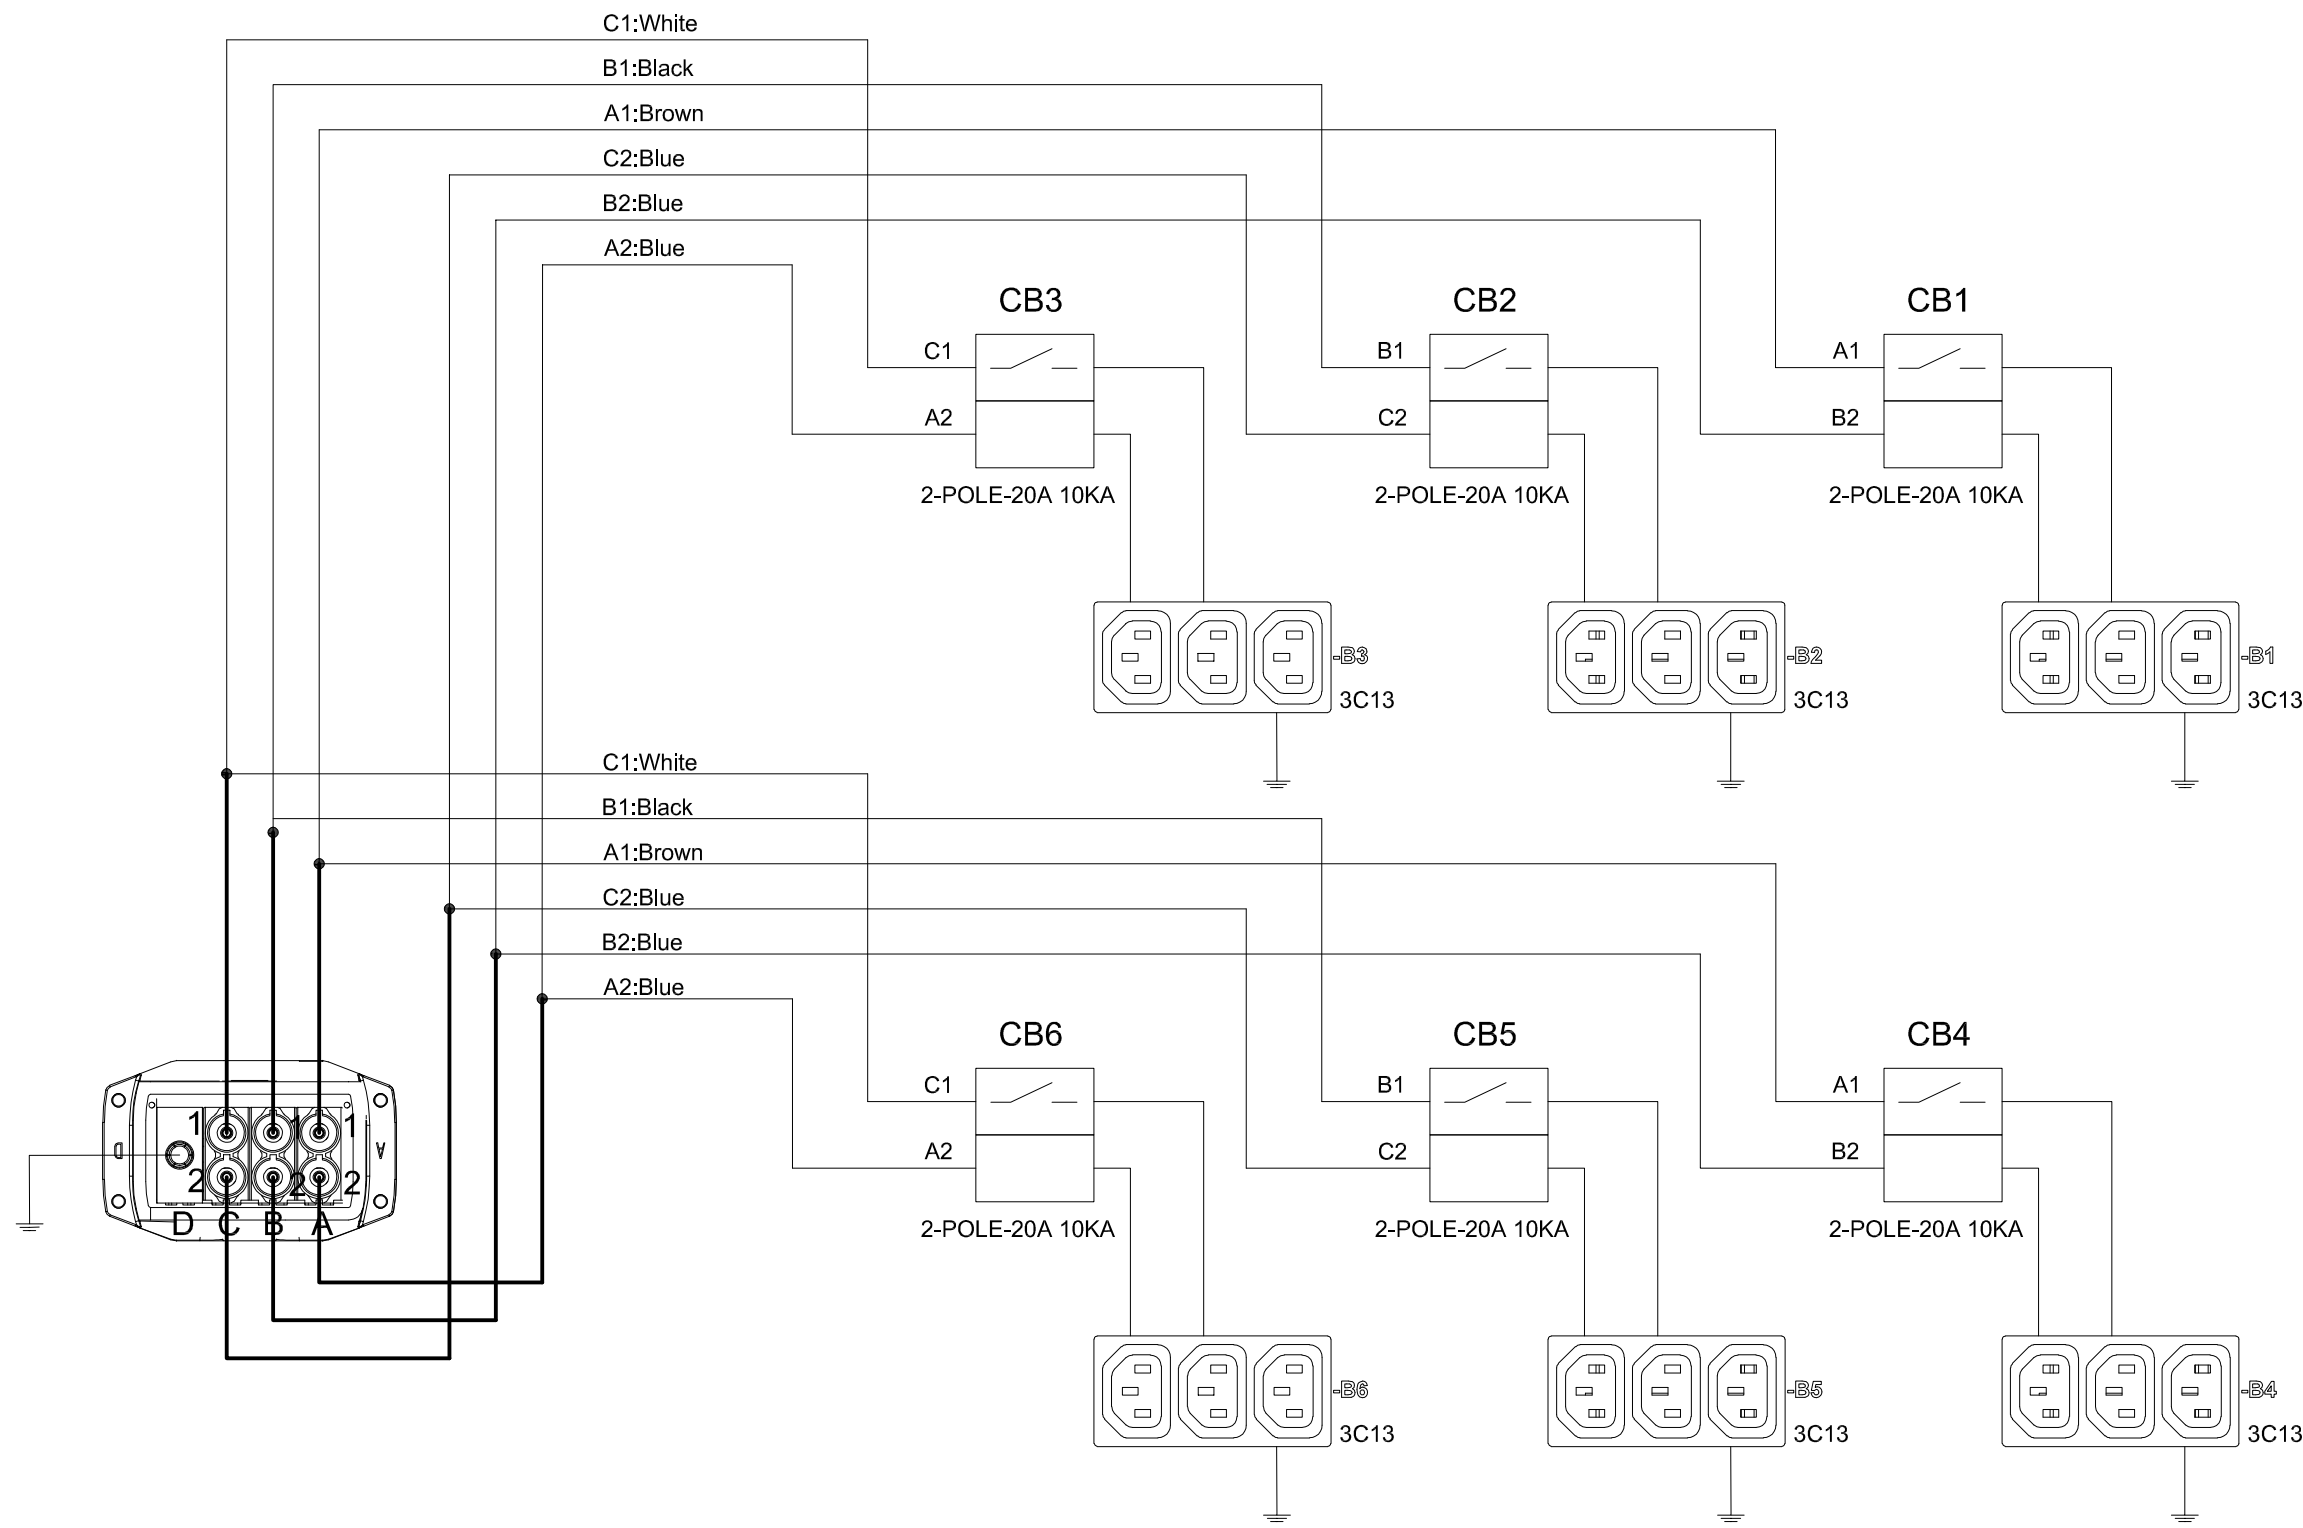 C1:White
B1:Black
A1:Brown
C2:Blue
B2:Blue
A2:Blue
CB3 CB2 CB1
C1 B1 A1
A2 C2 B2
2-POLE-20A 10KA 2-POLE-20A 10KA 2-POLE-20A 10KA
-B3 -B2 -B1
3C13 3C13 3C13
C1:White
B1:Black
A1:Brown
C2:Blue
B2:Blue
A2:Blue
CB6 CB5 CB4
C1 B1 A1
1 1 1
D A
A2 C2 B2
2 2 2
D C B A
2-POLE-20A 10KA 2-POLE-20A 10KA 2-POLE-20A 10KA
-B6 -B5 -B4
3C13 3C13 3C13